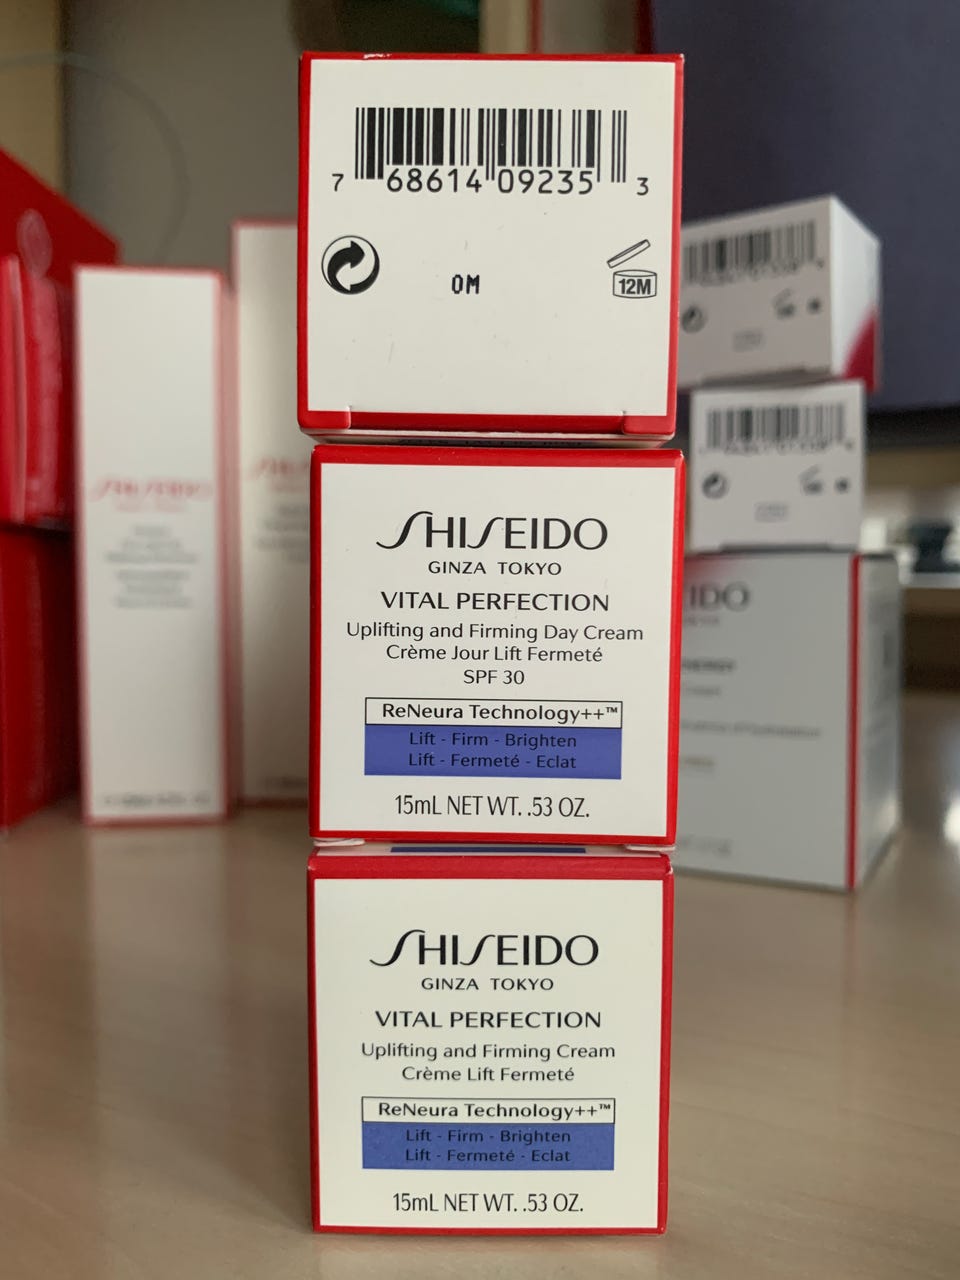 7 68614 09235 3
0M
12M
SHISEIDO
GINZA TOKYO
VITAL PERFECTION
Uplifting and Firming Day Cream
Crème Jour Lift Fermeté
SPF 30
ReNeura Technology++™
Lift - Firm - Brighten
Lift - Fermeté - Eclat
15mL NET WT. .53 OZ.
SHISEIDO
GINZA TOKYO
VITAL PERFECTION
Uplifting and Firming Cream
Crème Lift Fermeté
ReNeura Technology++™
Lift - Firm - Brighten
Lift - Fermeté - Eclat
15mL NET WT. .53 OZ.
SHISEIDO
IDO